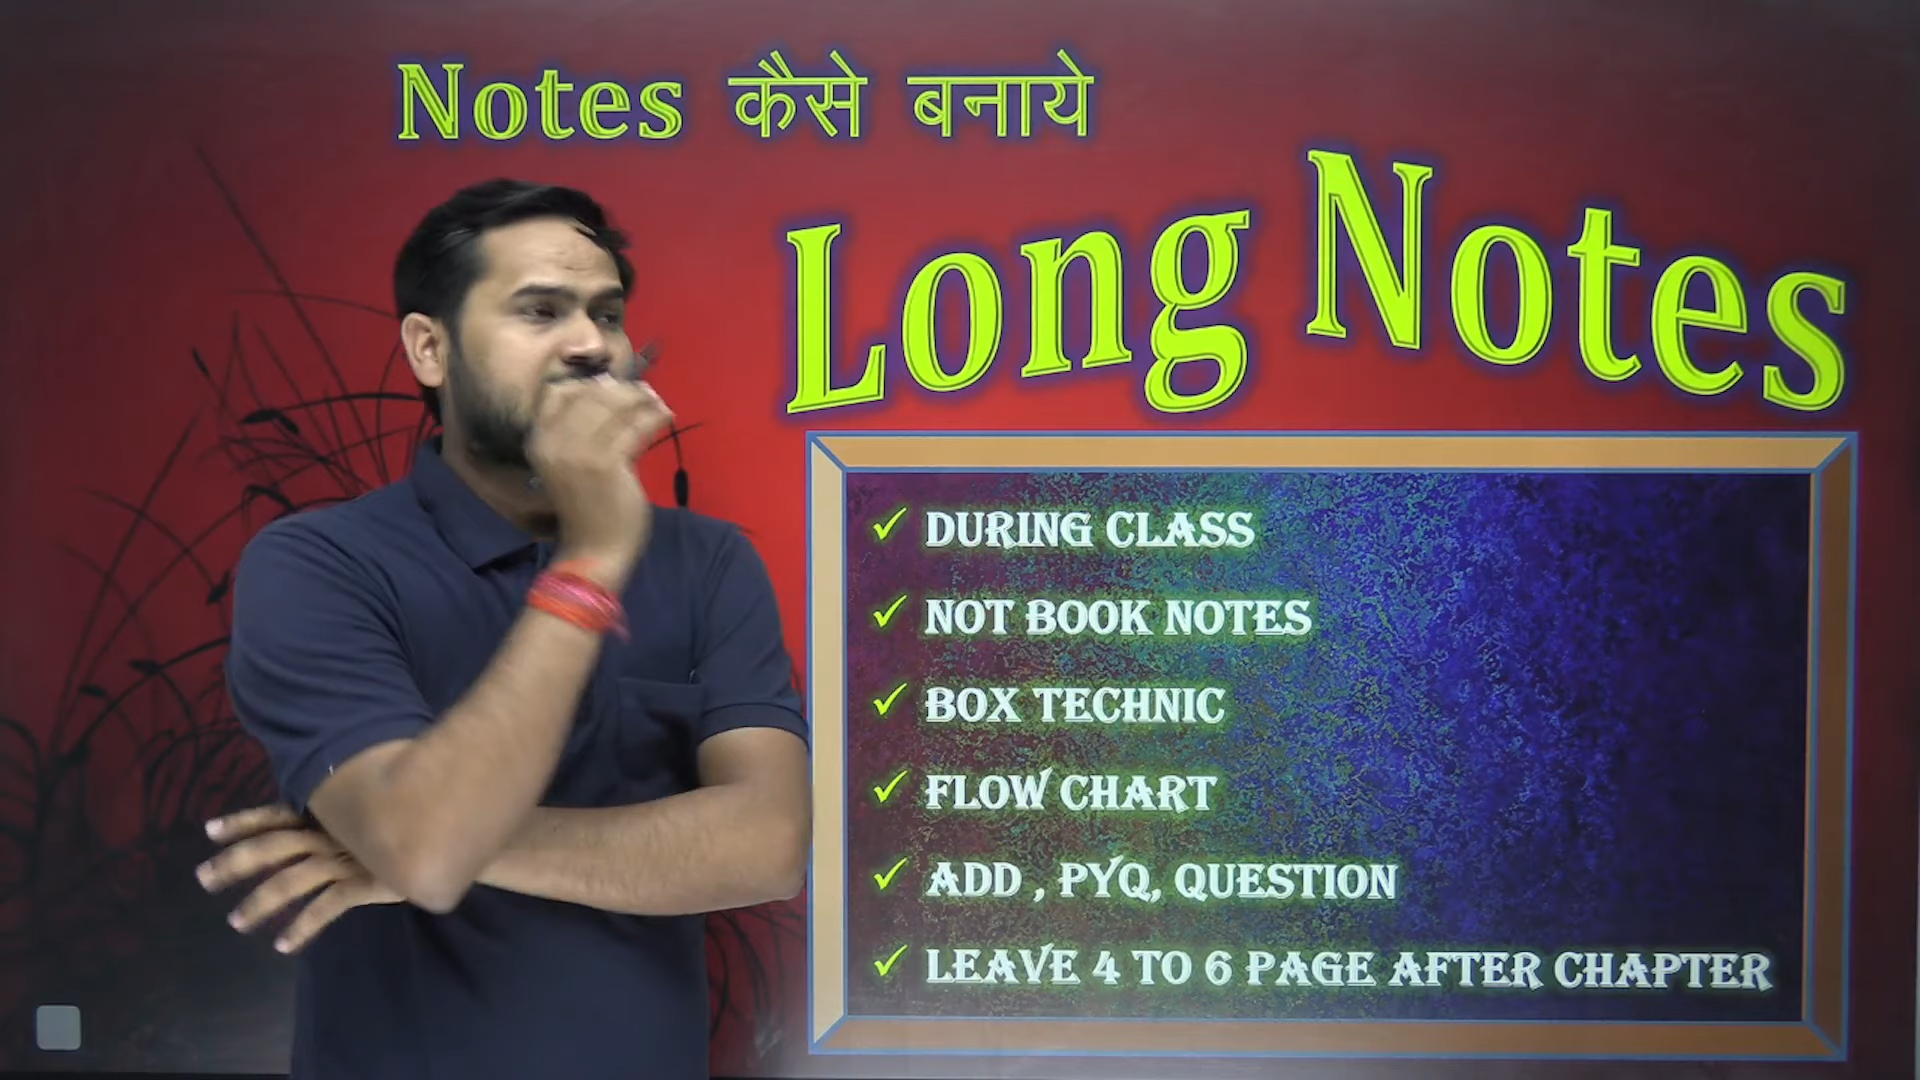 Notes कैसे बनाये
Long Notes
✓ DURING CLASS
✓ NOT BOOK NOTES
✓ BOX TECHNIC
✓ FLOW CHART
✓ ADD , PYQ, QUESTION
✓ LEAVE 4 TO 6 PAGE AFTER CHAPTER